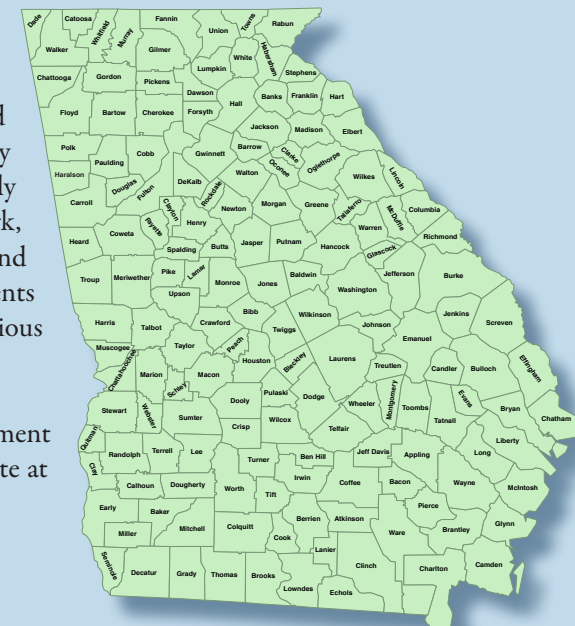 Dade Catoosa Whitfield Murray Fannin Union Towns Rabun
Walker Gilmer White Habersham
Chattooga Gordon Pickens Lumpkin Stephens
Dawson
Floyd Bartow Cherokee Forsyth Hall Banks Franklin Hart
Polk Cobb Gwinnett Barrow Jackson Madison Elbert
Paulding Clarke
Haralson Douglas Fulton DeKalb Rockdale Walton Oconee Oglethorpe Wilkes Lincoln
Carroll Clayton Newton Morgan Greene Taliaferro McDuffie Columbia
Heard Coweta Fayette Henry Warren Richmond
Spalding Butts Jasper Putnam Hancock Glascock
Troup Meriwether Pike Lamar Monroe Jones Baldwin Washington Jefferson Burke
Upson
Harris Talbot Crawford Bibb Wilkinson Johnson Jenkins Screven
Muscogee Taylor Peach Twiggs Emanuel
Chattahoochee Marion Macon Houston Bleckley Laurens Treutlen Candler Bulloch Effingham
Schley Pulaski Dodge Montgomery Evans
Stewart Webster Sumter Dooly Wheeler Toombs Bryan Chatham
Quitman Crisp Wilcox Telfair Tattnall Liberty
Clay Randolph Terrell Lee Turner Ben Hill Jeff Davis Appling Long
Calhoun Dougherty Worth Tift Irwin Coffee Bacon Wayne McIntosh
Early Baker Pierce
Miller Mitchell Colquitt Berrien Atkinson Ware Brantley Glynn
Cook
Seminole Decatur Grady Thomas Brooks Lanier Clinch Charlton Camden
Lowndes Echols
d
y
ly
k,
nd
ents
ious
ment
te at